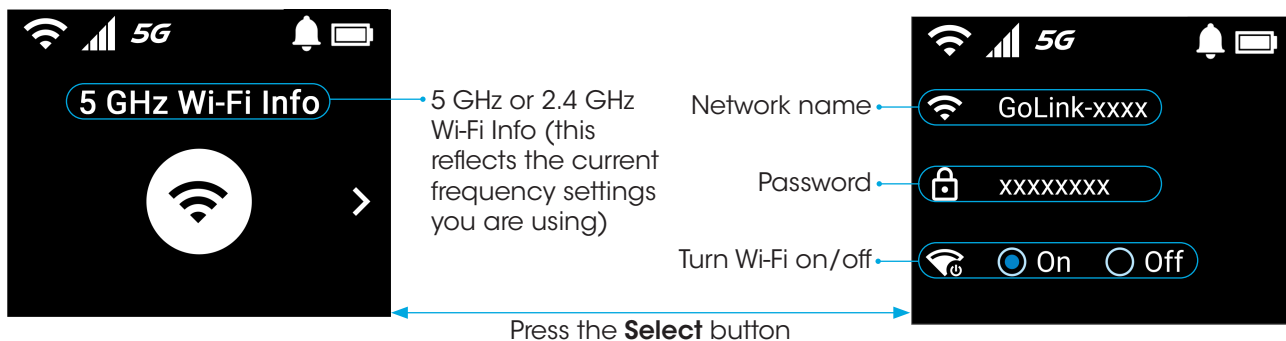 5G
5 GHz Wi-Fi Info
5 GHz or 2.4 GHz
Wi-Fi Info (this
reflects the current
frequency settings
you are using)
Network name
Password
Turn Wi-Fi on/off
5G
GoLink-xxxx
xxxxxxxx
On Off
Press the Select button